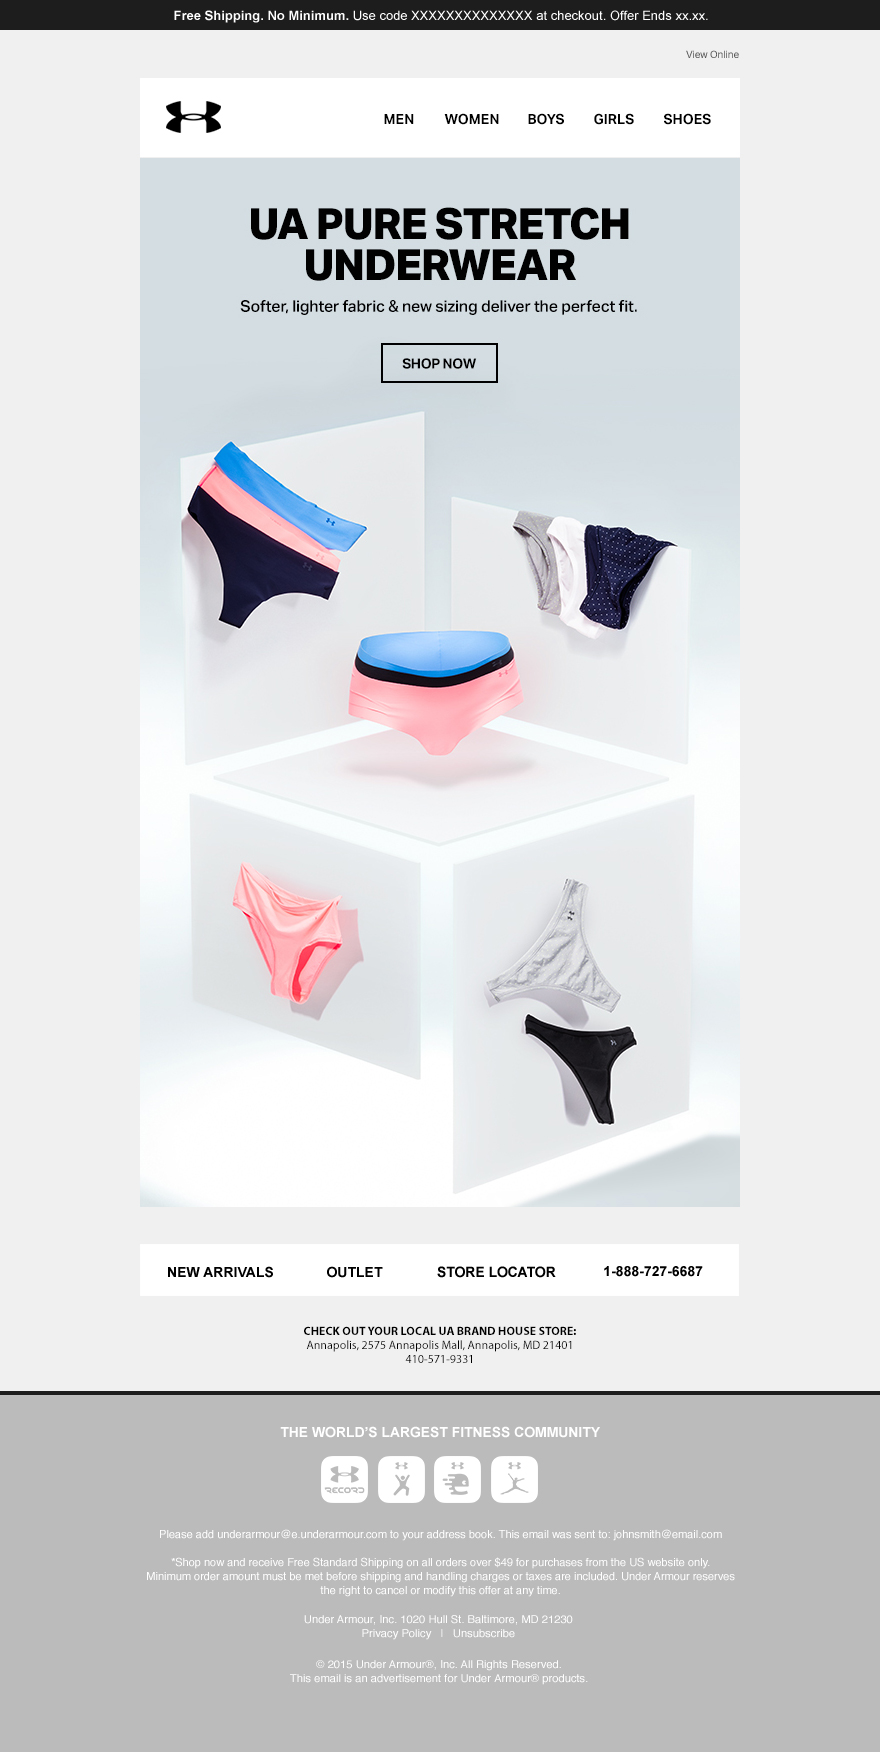 Free Shipping. No Minimum. Use code XXXXXXXXXXXXXX at checkout. Offer Ends xx.xx.
View Online
MEN WOMEN BOYS GIRLS SHOES
UA PURE STRETCH
UNDERWEAR
Softer, lighter fabric & new sizing deliver the perfect fit.
SHOP NOW
NEW ARRIVALS OUTLET STORE LOCATOR 1-888-727-6687
CHECK OUT YOUR LOCAL UA BRAND HOUSE STORE:
Annapolis, 2575 Annapolis Mall, Annapolis, MD 21401
410-571-9331
THE WORLD'S LARGEST FITNESS COMMUNITY
RECORD
Please add underarmour@e.underarmour.com to your address book. This email was sent to: johnsmith@email.com
*Shop now and receive Free Standard Shipping on all orders over $49 for purchases from the US website only.
Minimum order amount must be met before shipping and handling charges or taxes are included. Under Armour reserves
the right to cancel or modify this offer at any time.
Under Armour, Inc. 1020 Hull St. Baltimore, MD 21230
Privacy Policy | Unsubscribe
© 2015 Under Armour®, Inc. All Rights Reserved.
This email is an advertisement for Under Armour® products.